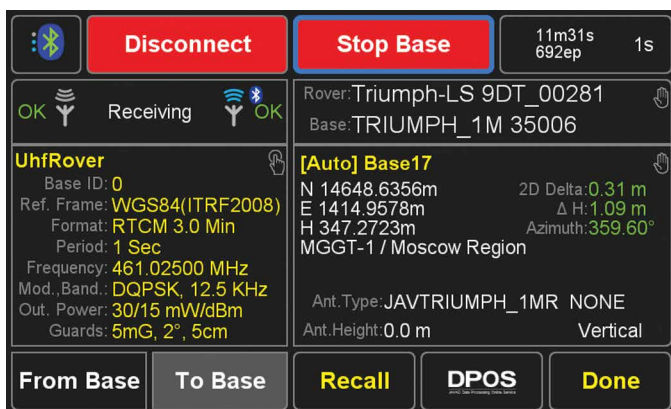 Disconnect
Stop Base
11m31s
692ep
1s
OK
Receiving
OK
Rover:Triumph-LS 9DT_00281
Base:TRIUMPH_1M 35006
UhfRover
Base ID: 0
Ref. Frame: WGS84(ITRF2008)
Format: RTCM 3.0 Min
Period: 1 Sec
Frequency: 461.02500 MHz
Mod.,Band.: DQPSK, 12.5 KHz
Out. Power: 30/15 mW/dBm
Guards: 5mG, 2°, 5cm
[Auto] Base17
N 14648.6356m
2D Delta:0.31 m
E 1414.9578m
Δ H:1.09 m
H 347.2723m
Azimuth:359.60°
MGGT-1 / Moscow Region
Ant.Type:JAVTRIUMPH_1MR NONE
Ant.Height:0.0 m
Vertical
From Base
To Base
Recall
DPOS
Done